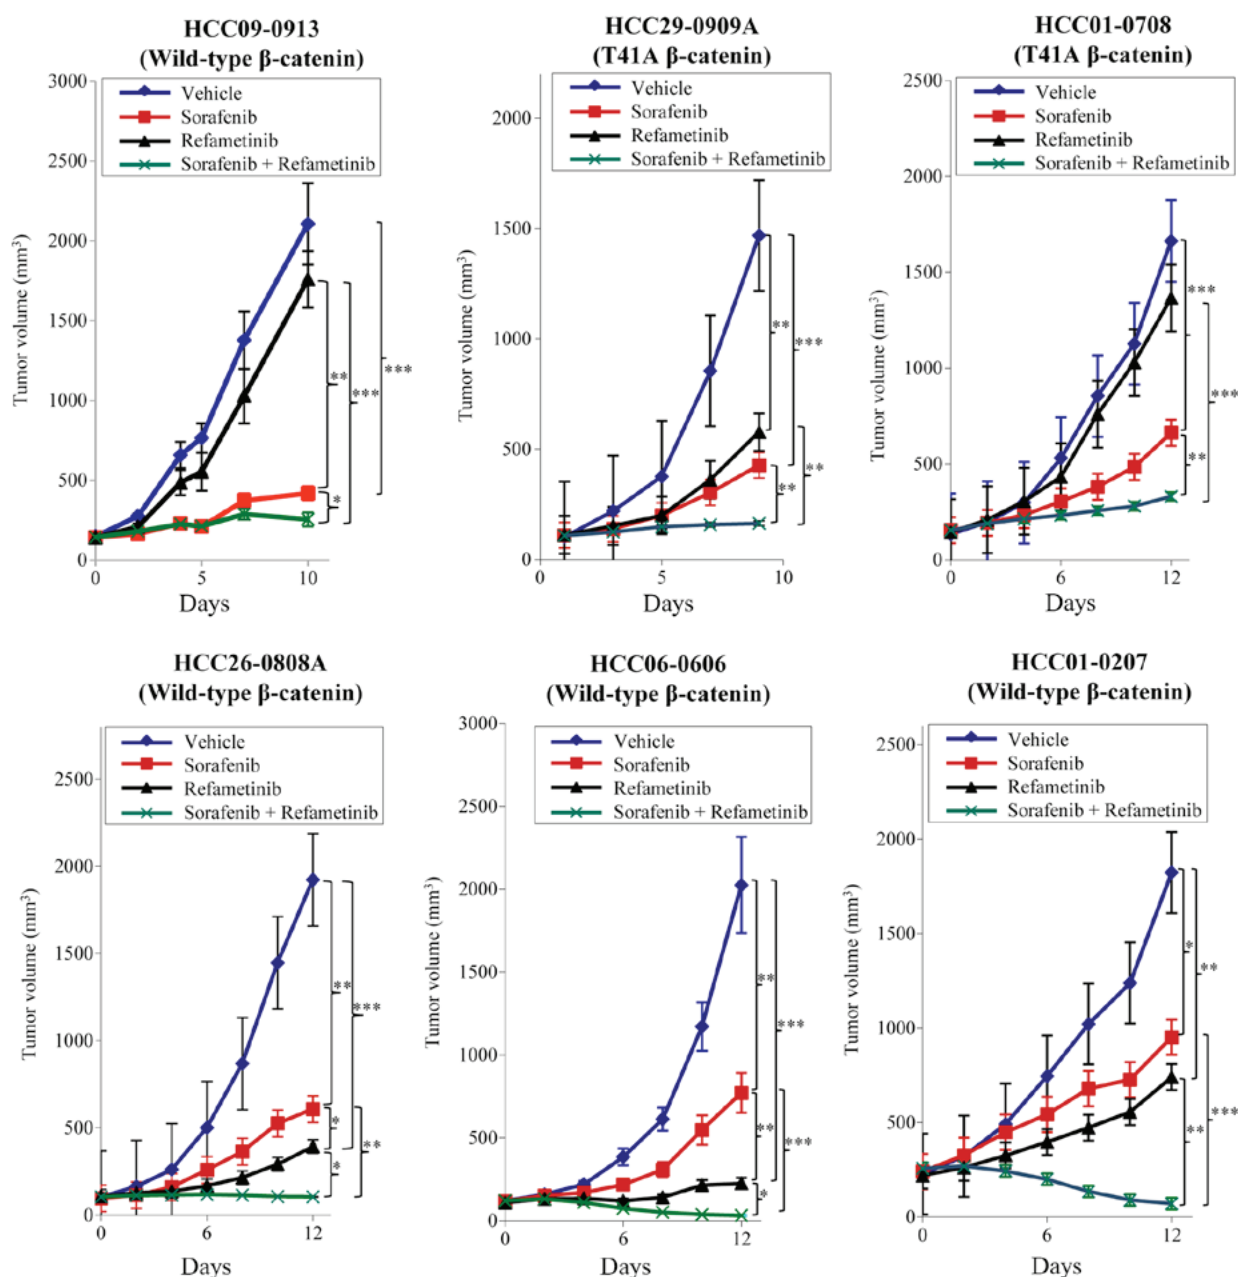 HCC09-0913
(Wild-type β-catenin)
3000
2500
2000
1500
1000
500
0
Tumor volume (mm³)
Vehicle
Sorafenib
Refametinib
Sorafenib + Refametinib
**
***
***
*
0
5
10
Days
HCC29-0909A
(T41A β-catenin)
2000
1500
1000
500
0
Tumor volume (mm³)
Vehicle
Sorafenib
Refametinib
Sorafenib + Refametinib
**
***
**
**
0
5
10
Days
HCC01-0708
(T41A β-catenin)
2500
2000
1500
1000
500
0
Tumor volume (mm³)
Vehicle
Sorafenib
Refametinib
Sorafenib + Refametinib
***
***
**
0
6
12
Days
HCC26-0808A
(Wild-type β-catenin)
2500
2000
1500
1000
500
0
Tumor volume (mm³)
Vehicle
Sorafenib
Refametinib
Sorafenib + Refametinib
**
***
*
**
*
0
6
12
Days
HCC06-0606
(Wild-type β-catenin)
3000
2500
2000
1500
1000
500
0
Tumor volume (mm³)
Vehicle
Sorafenib
Refametinib
Sorafenib + Refametinib
**
***
**
***
*
0
6
12
Days
HCC01-0207
(Wild-type β-catenin)
2500
2000
1500
1000
500
0
Tumor volume (mm³)
Vehicle
Sorafenib
Refametinib
Sorafenib + Refametinib
*
**
***
**
0
6
12
Days